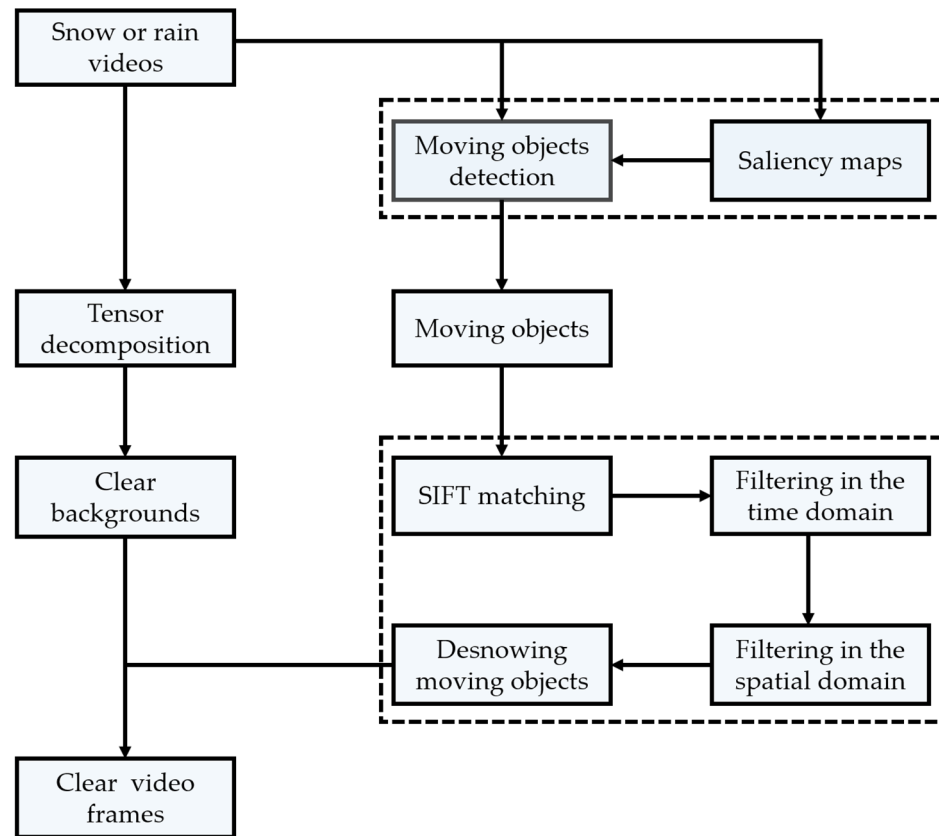 Snow or rain
videos
Moving objects
detection
Saliency maps
Tensor
decomposition
Moving objects
Clear
backgrounds
SIFT matching
Filtering in the
time domain
Desnowing
moving objects
Filtering in the
spatial domain
Clear video
frames